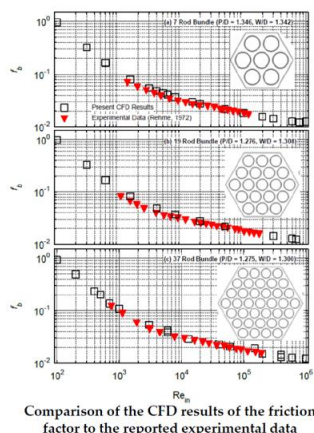 (a) 7 Rod Bundle (P/D = 1.346, W/D = 1.342)
10⁰
f_b
10⁻¹
Present CFD Results
Experimental Data (Rehme, 1972)
10⁻²
(b) 19 Rod Bundle (P/D = 1.276, W/D = 1.308)
10⁰
f_b
10⁻¹
10⁻²
(c) 37 Rod Bundle (P/D = 1.275, W/D = 1.306)
10⁰
f_b
10⁻¹
10⁻²
10² 10³ 10⁴ 10⁵ 10⁶
Re_m
Comparison of the CFD results of the friction
factor to the reported experimental data